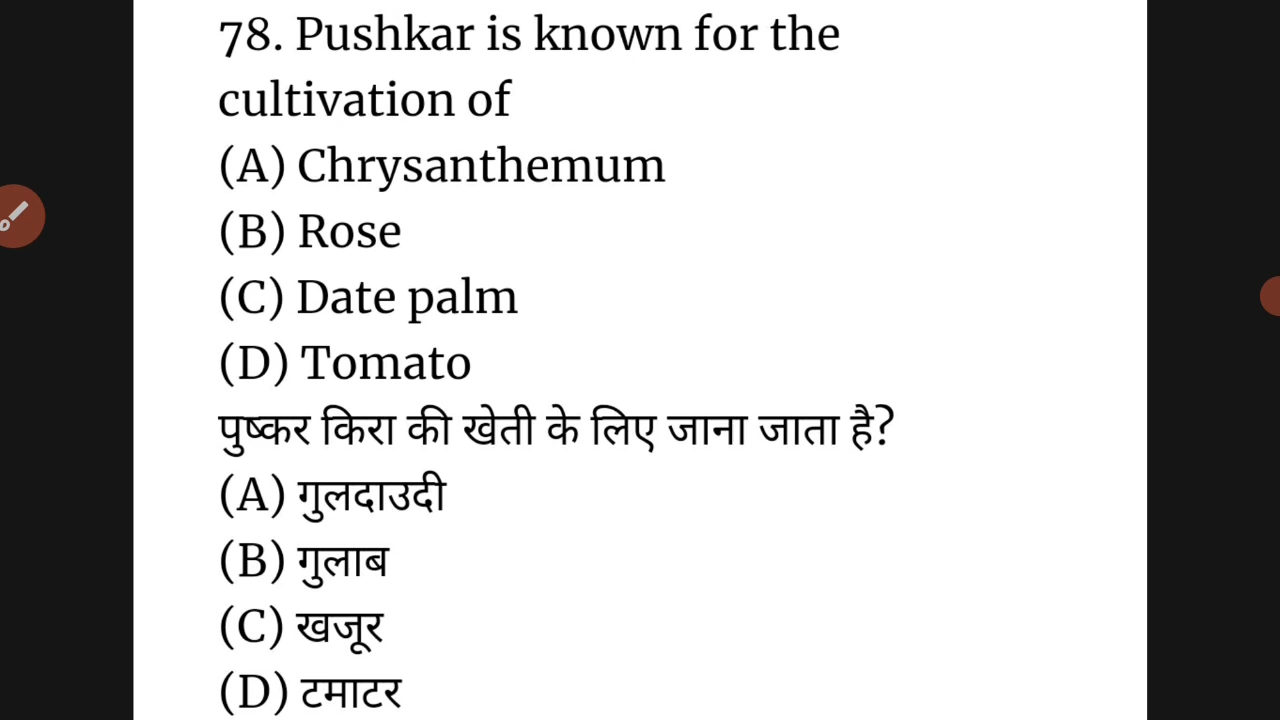 78. Pushkar is known for the
cultivation of
(A) Chrysanthemum
(B) Rose
(C) Date palm
(D) Tomato
पुष्कर किरा की खेती के लिए जाना जाता है?
(A) गुलदाउदी
(B) गुलाब
(C) खजूर
(D) टमाटर